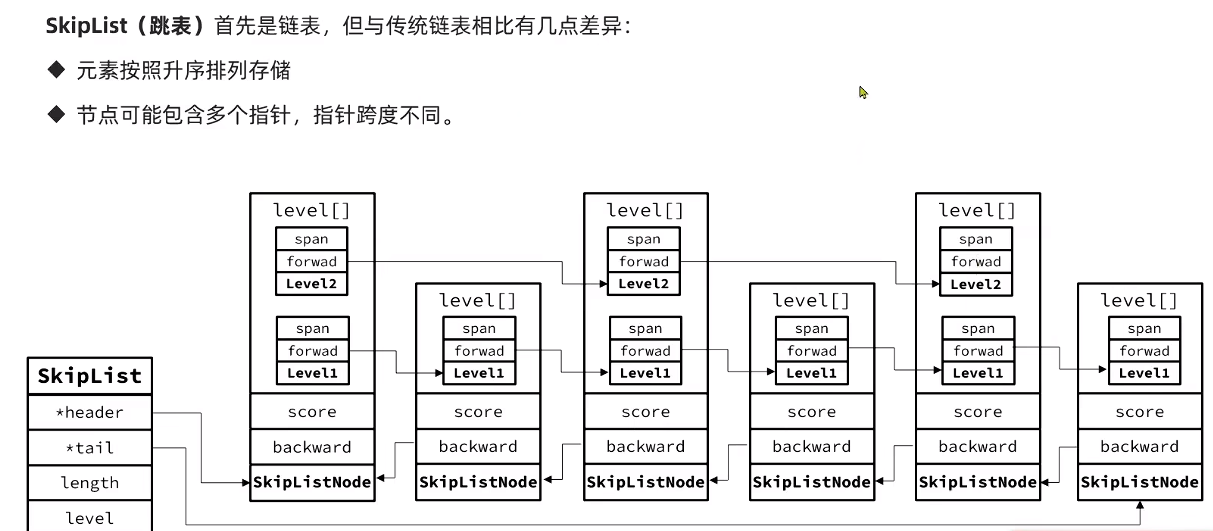 SkipList（跳表）首先是链表，但与传统链表相比有几点差异：
◆ 元素按照升序排列存储
◆ 节点可能包含多个指针，指针跨度不同。
level[] level[] level[]
span span span
forwad forwad forwad
Level2 Level2 Level2
level[] level[] level[]
span span span span span span
forwad forwad forwad forwad forwad forwad
Level1 Level1 Level1 Level1 Level1 Level1
SkipList
*header score score score score score score
*tail backward backward backward backward backward backward
length SkipListNode SkipListNode SkipListNode SkipListNode SkipListNode SkipListNode
level